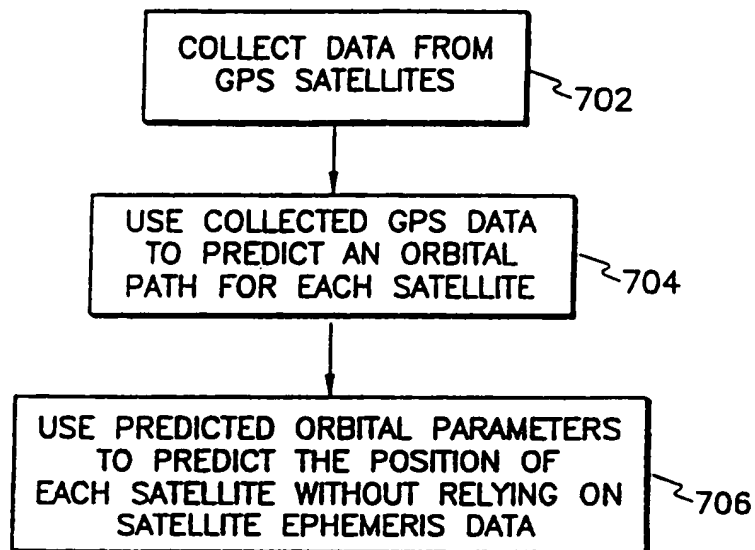 COLLECT DATA FROM
GPS SATELLITES
702
USE COLLECTED GPS DATA
TO PREDICT AN ORBITAL
PATH FOR EACH SATELLITE
704
USE PREDICTED ORBITAL PARAMETERS
TO PREDICT THE POSITION OF
EACH SATELLITE WITHOUT RELYING ON
SATELLITE EPHEMERIS DATA
706